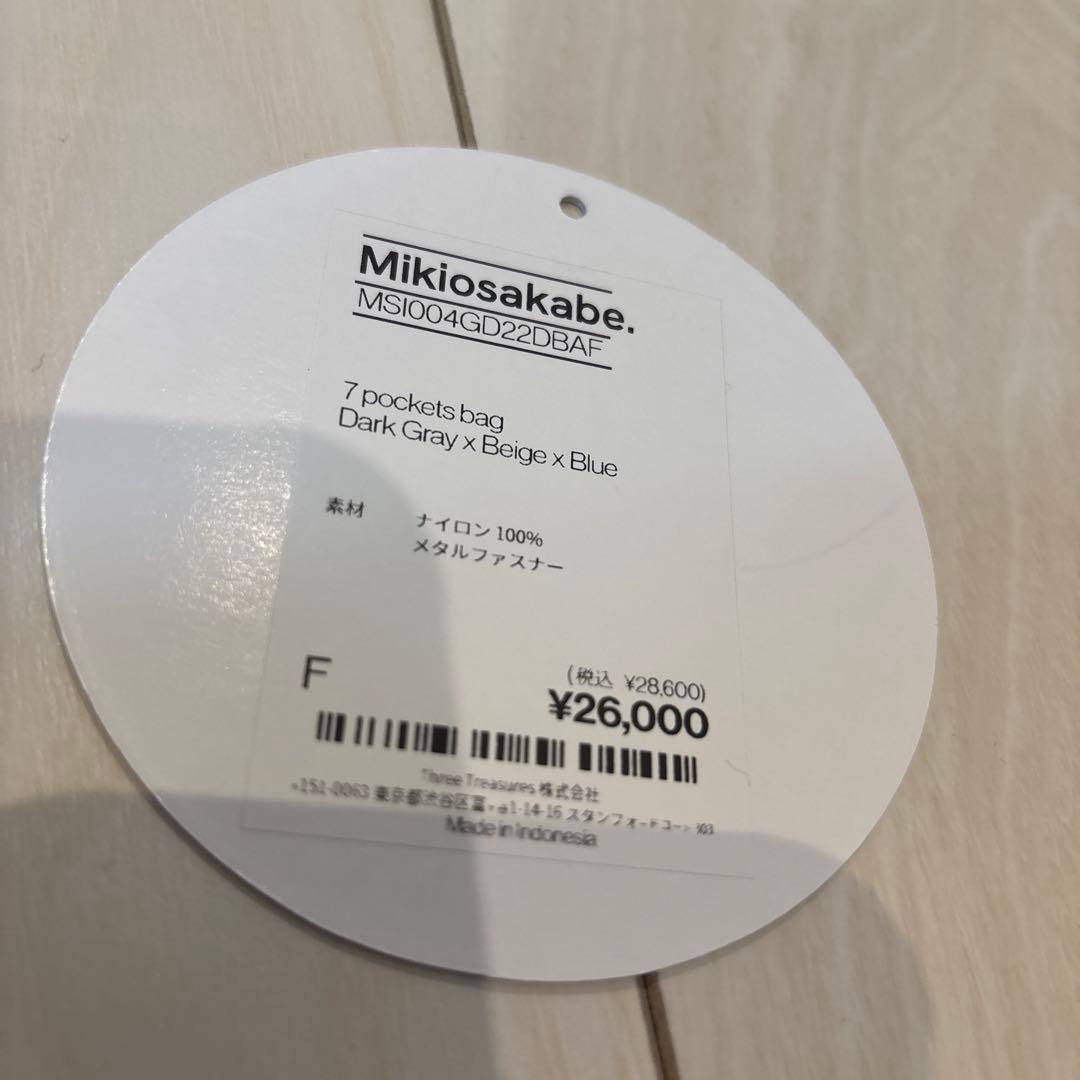 Mikiosakabe.
MSI004GD22DBAF
7 pockets bag
Dark Gray x Beige x Blue
素材 ナイロン 100%
メタルファスナー
F
(税込 ¥28,600)
¥26,000
Three Treasures 株式会社
151-0063 東京都渋谷区富 1-14-16 スタンフォードコート 303
Made in Indonesia